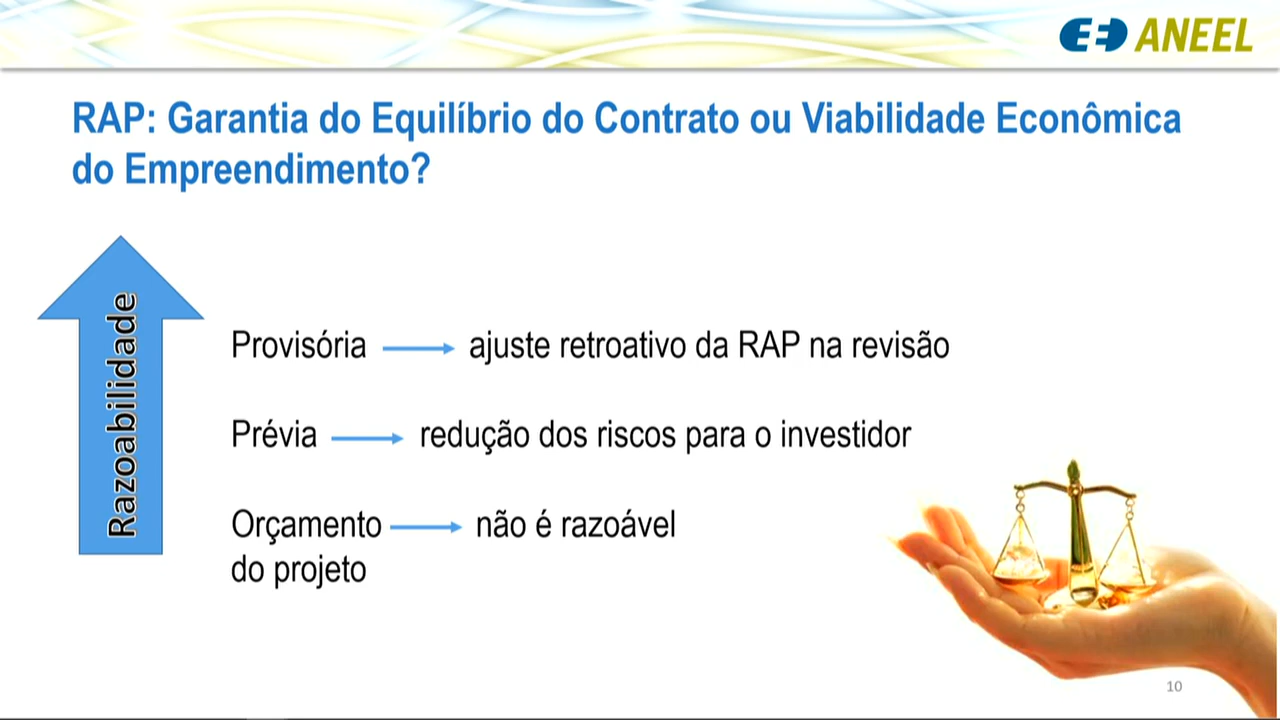 ANEEL
RAP: Garantia do Equilíbrio do Contrato ou Viabilidade Econômica
do Empreendimento?
Razoabilidade
Provisória ajuste retroativo da RAP na revisão
Prévia redução dos riscos para o investidor
Orçamento não é razoável
do projeto
10